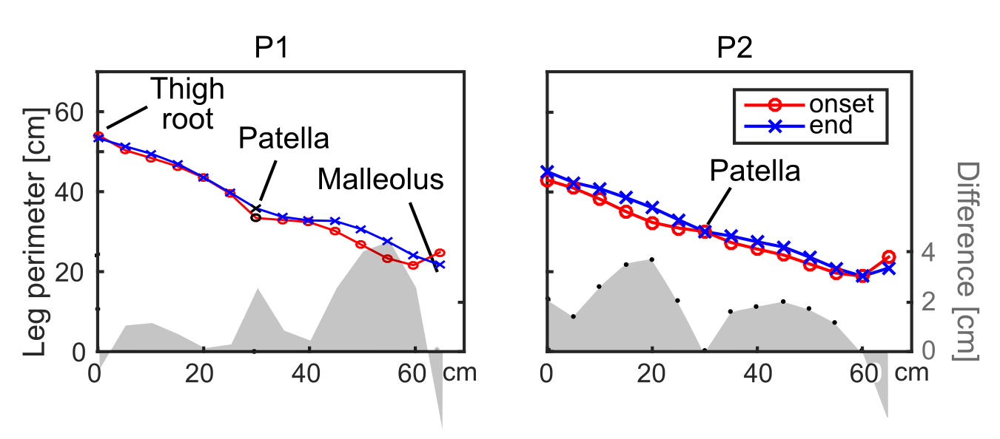 P1
P2
Thigh
root
Patella
Malleolus
Leg perimeter [cm]
60
40
20
0
0
20
40
60
cm
onset
end
Patella
4
2
0
Difference [cm]
0
20
40
60
cm